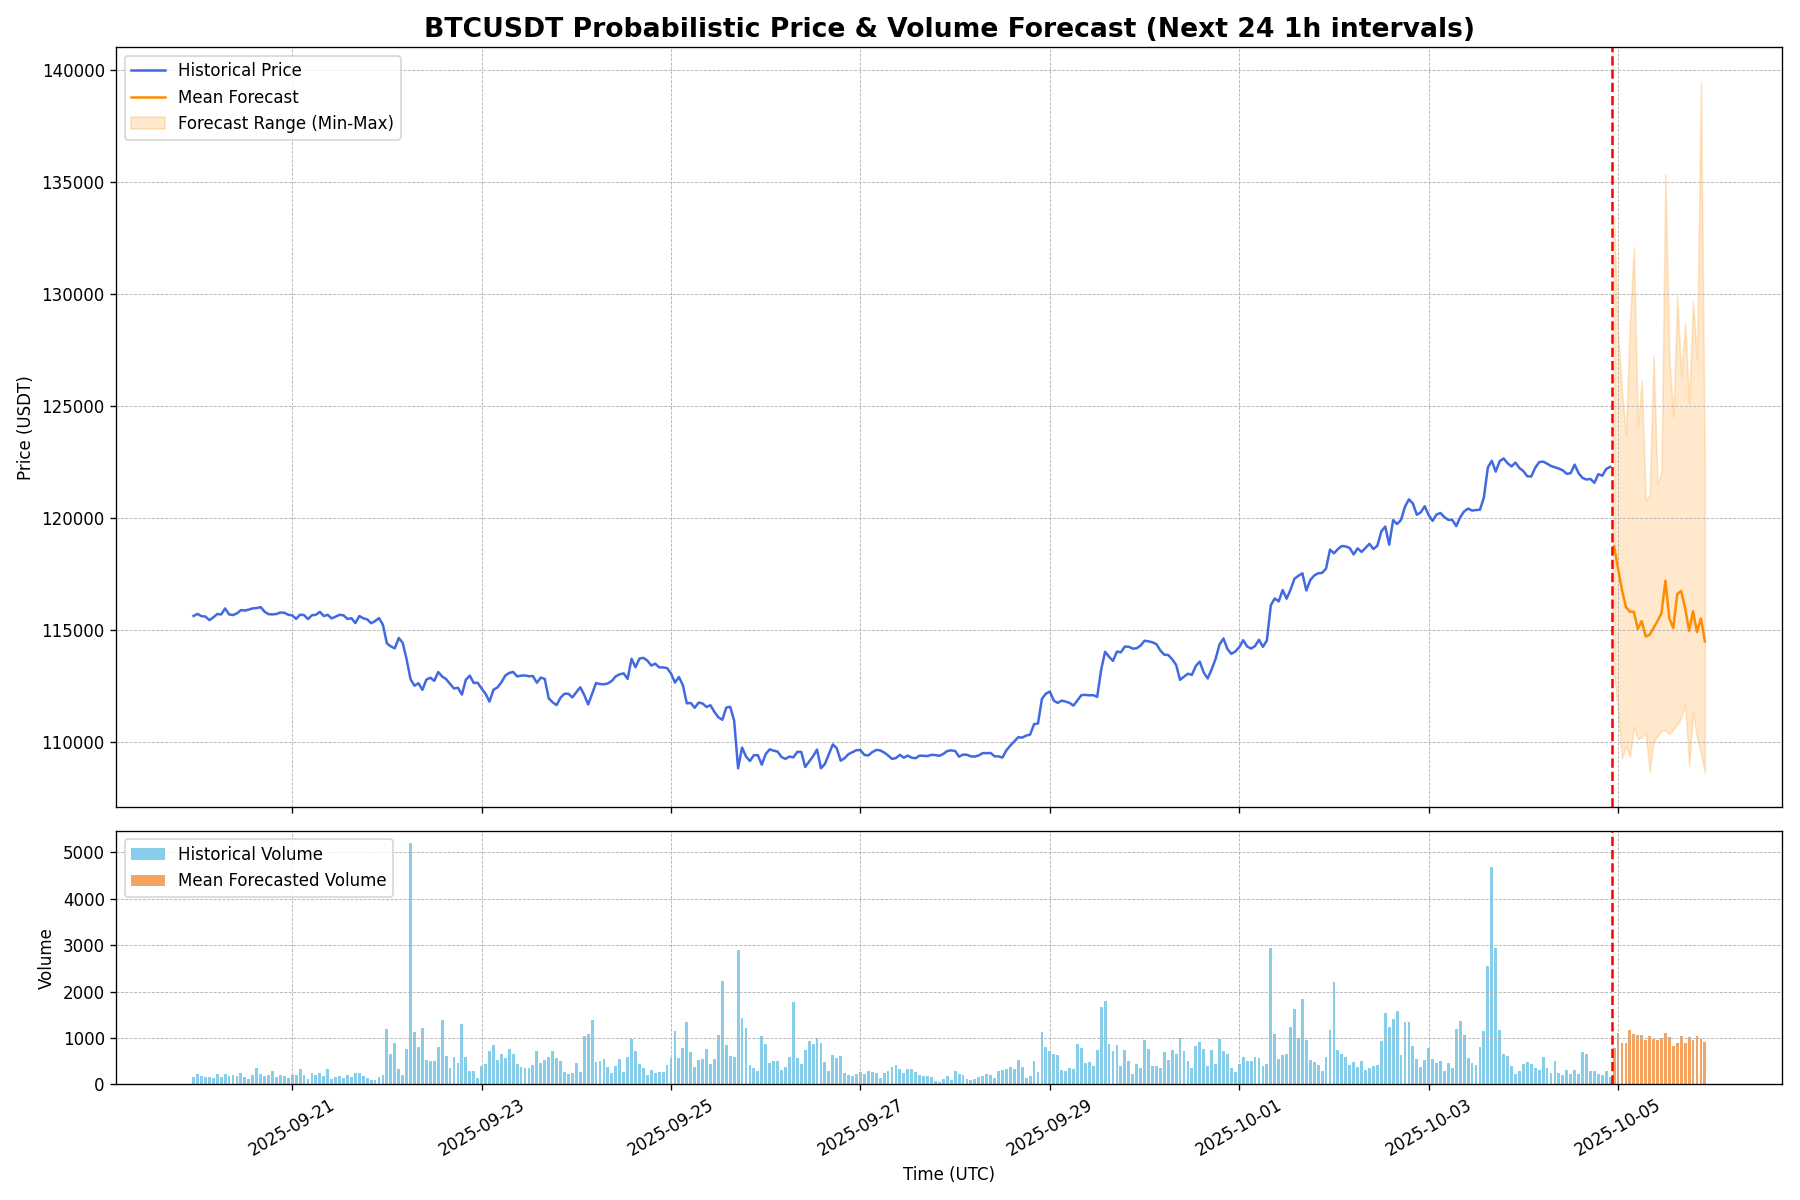 BTCUSDT Probabilistic Price & Volume Forecast (Next 24 1h intervals)
Historical Price
Mean Forecast
Forecast Range (Min-Max)
Price (USDT)
140000
135000
130000
125000
120000
115000
110000
Historical Volume
Mean Forecasted Volume
Volume
5000
4000
3000
2000
1000
0
2025-09-21
2025-09-23
2025-09-25
2025-09-27
2025-09-29
2025-10-01
2025-10-03
2025-10-05
Time (UTC)